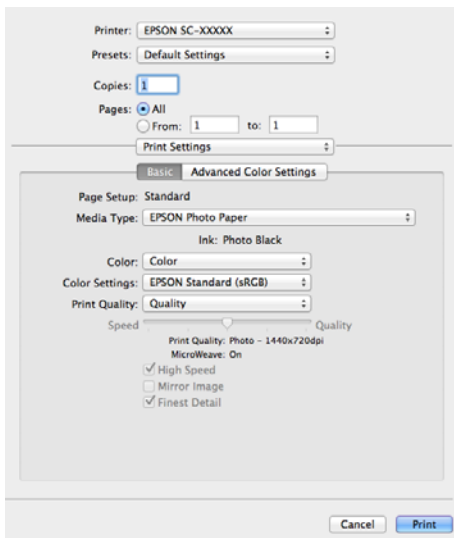 Printer: EPSON SC-XXXXX
Presets: Default Settings
Copies: 1
Pages: All
From: 1 to: 1
Print Settings
Basic Advanced Color Settings
Page Setup: Standard
Media Type: EPSON Photo Paper
Ink: Photo Black
Color: Color
Color Settings: EPSON Standard (sRGB)
Print Quality: Quality
Speed Quality
Print Quality: Photo - 1440x720dpi
MicroWeave: On
High Speed
Mirror Image
Finest Detail
Cancel Print